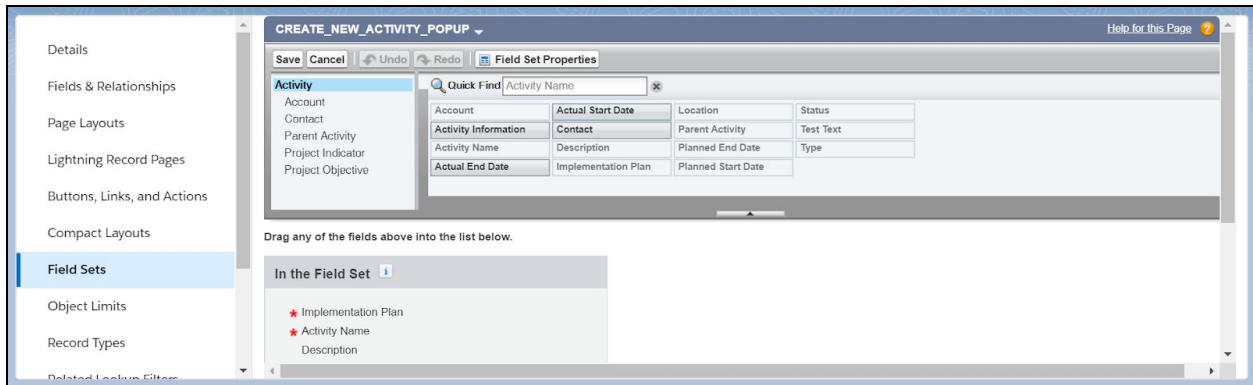 Details
Fields & Relationships
Page Layouts
Lightning Record Pages
Buttons, Links, and Actions
Compact Layouts
Field Sets
Object Limits
Record Types
Related Lookup Filters
CREATE_NEW_ACTIVITY_POPUP
Help for this Page ?
Save Cancel Undo Redo Field Set Properties
Activity
Account
Contact
Parent Activity
Project Indicator
Project Objective
Quick Find Activity Name
Account Actual Start Date Location Status
Activity Information Contact Parent Activity Test Text
Activity Name Description Planned End Date Type
Actual End Date Implementation Plan Planned Start Date
Drag any of the fields above into the list below.
In the Field Set i
* Implementation Plan
* Activity Name
Description